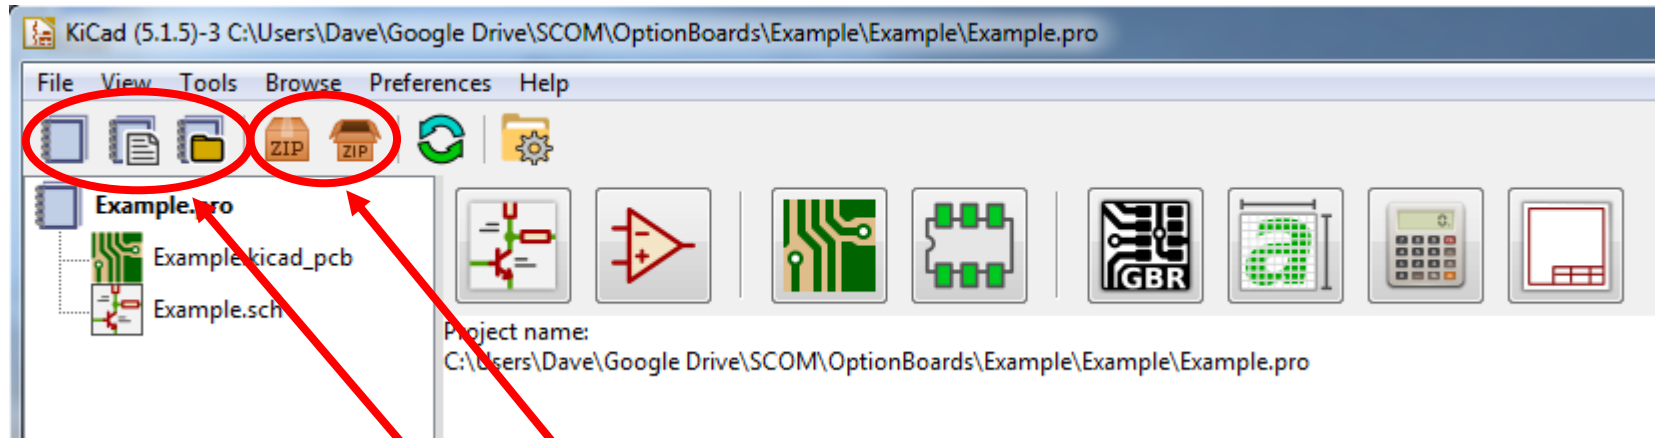 KiCad (5.1.5)-3 C:\Users\Dave\Google Drive\SCOM\OptionBoards\Example\Example\Example.pro
File View Tools Browse Preferences Help
ZIP ZIP
Example.pro
Example.kicad_pcb
Example.sch
GBR
a
0.
Project name:
C:\Users\Dave\Google Drive\SCOM\OptionBoards\Example\Example\Example.pro